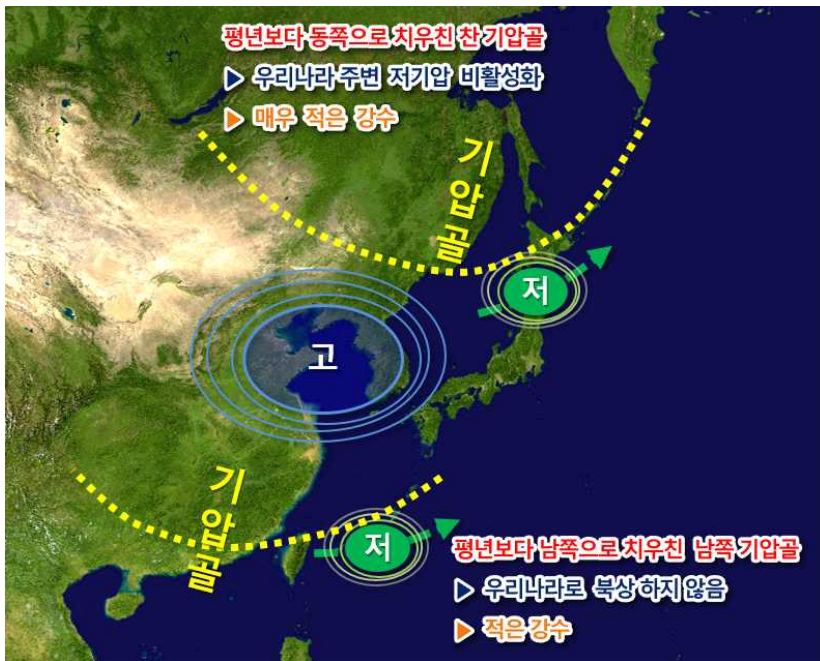 평년보다 동쪽으로 치우친 찬 기압골
▶ 우리나라 주변 저기압 비활성화
▶ 매우 적은 강수
기압골
저
고
기압골
저
평년보다 남쪽으로 치우친 남쪽 기압골
▶ 우리나라로 북상 하지 않음
▶ 적은 강수